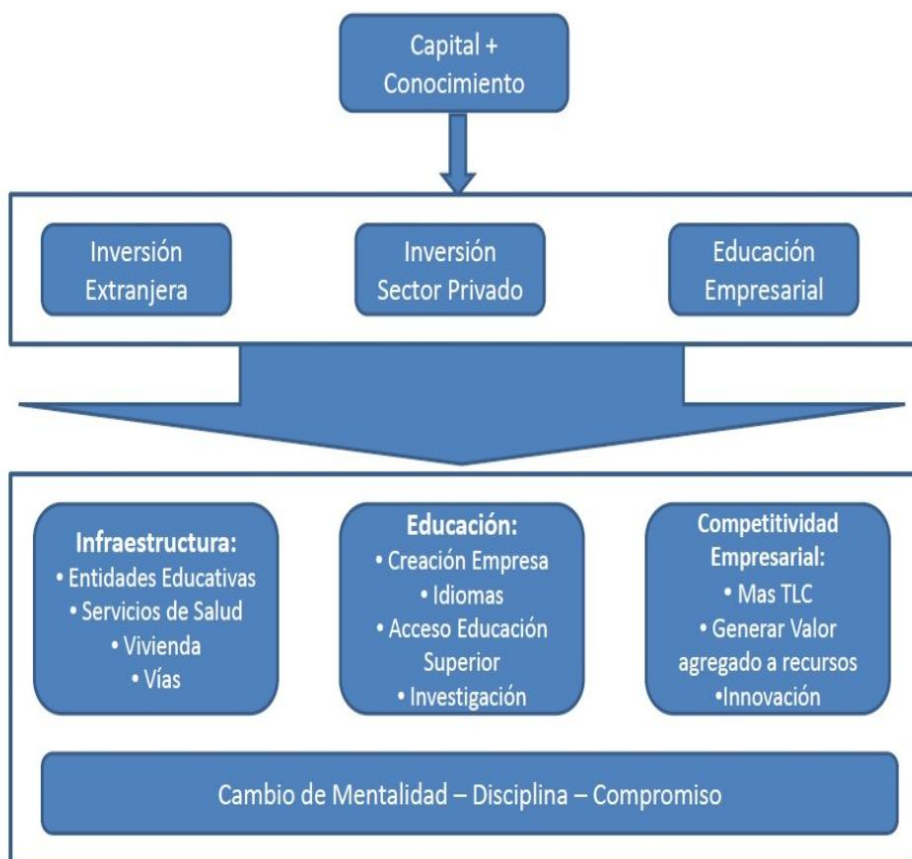 Capital +
Conocimiento
Inversión
Extranjera
Inversión
Sector Privado
Educación
Empresarial
Infraestructura:
• Entidades Educativas
• Servicios de Salud
• Vivienda
• Vías
Educación:
• Creación Empresa
• Idiomas
• Acceso Educación
Superior
• Investigación
Competitividad
Empresarial:
• Mas TLC
• Generar Valor
agregado a recursos
•Innovación
Cambio de Mentalidad – Disciplina – Compromiso